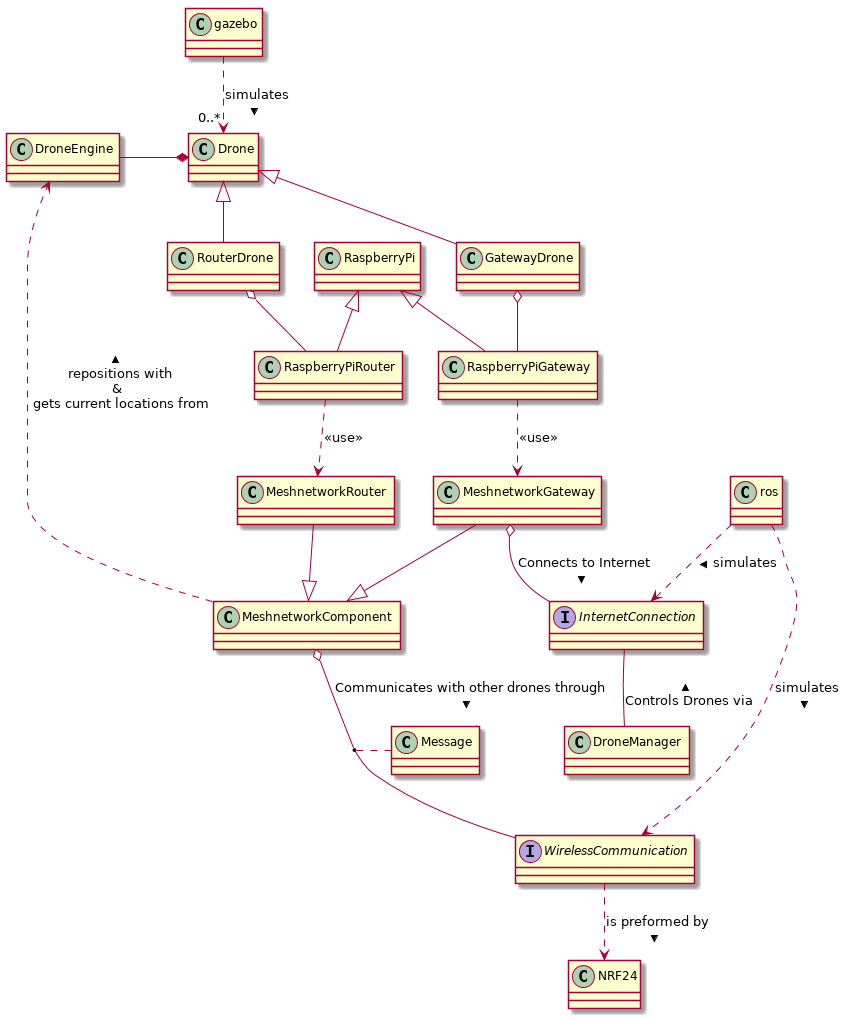 C gazebo
simulates
▼
0..*
C DroneEngine
C Drone
C RouterDrone
C RaspberryPi
C GatewayDrone
▲
repositions with
&
gets current locations from
C RaspberryPiRouter
C RaspberryPiGateway
«use»
«use»
C MeshnetworkRouter
C MeshnetworkGateway
C ros
Connects to Internet
▼
◄ simulates
C MeshnetworkComponent
I InternetConnection
Communicates with other drones through
▼
▲
Controls Drones via
simulates
▼
C Message
C DroneManager
I WirelessCommunication
is preformed by
▼
C NRF24